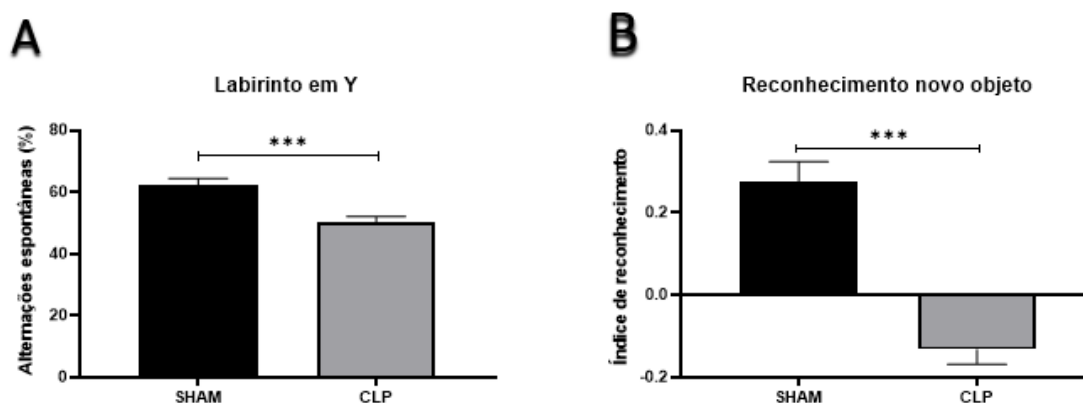 A
Labirinto em Y
Alternações espontâneas (%)
80
60
40
20
0
***
SHAM
CLP
B
Reconhecimento novo objeto
Índice de reconhecimento
0.4
0.2
0.0
-0.2
***
SHAM
CLP